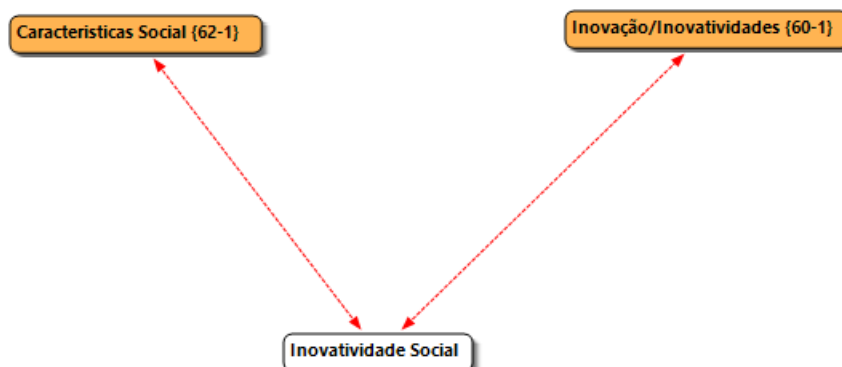 Caracteristicas Social {62-1}
Inovação/Inovatividades {60-1}
Inovatividade Social